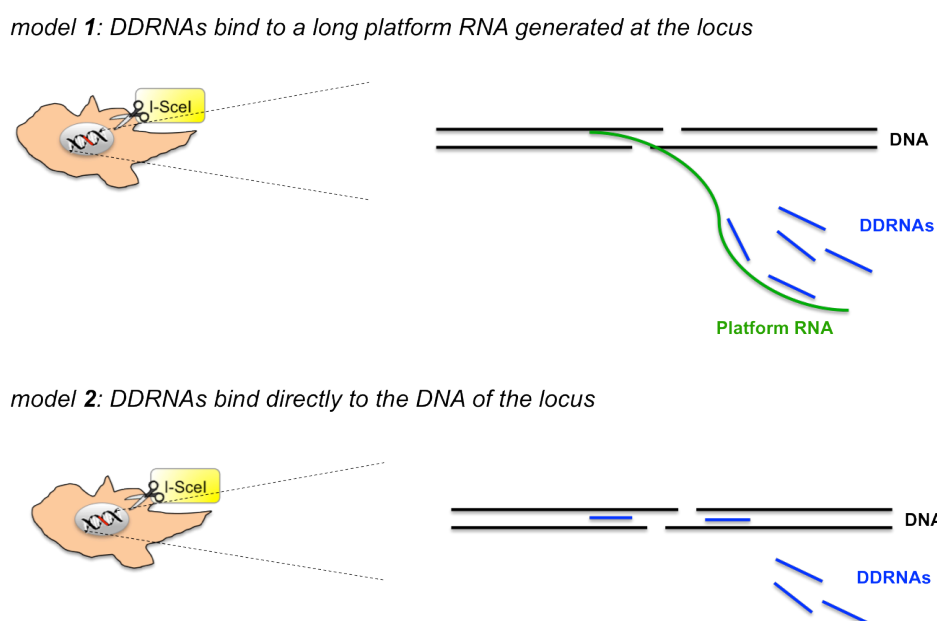 model 1: DDRNAs bind to a long platform RNA generated at the locus
I-SceI
DNA
DDRNAs
Platform RNA
model 2: DDRNAs bind directly to the DNA of the locus
I-SceI
DNA
DDRNAs